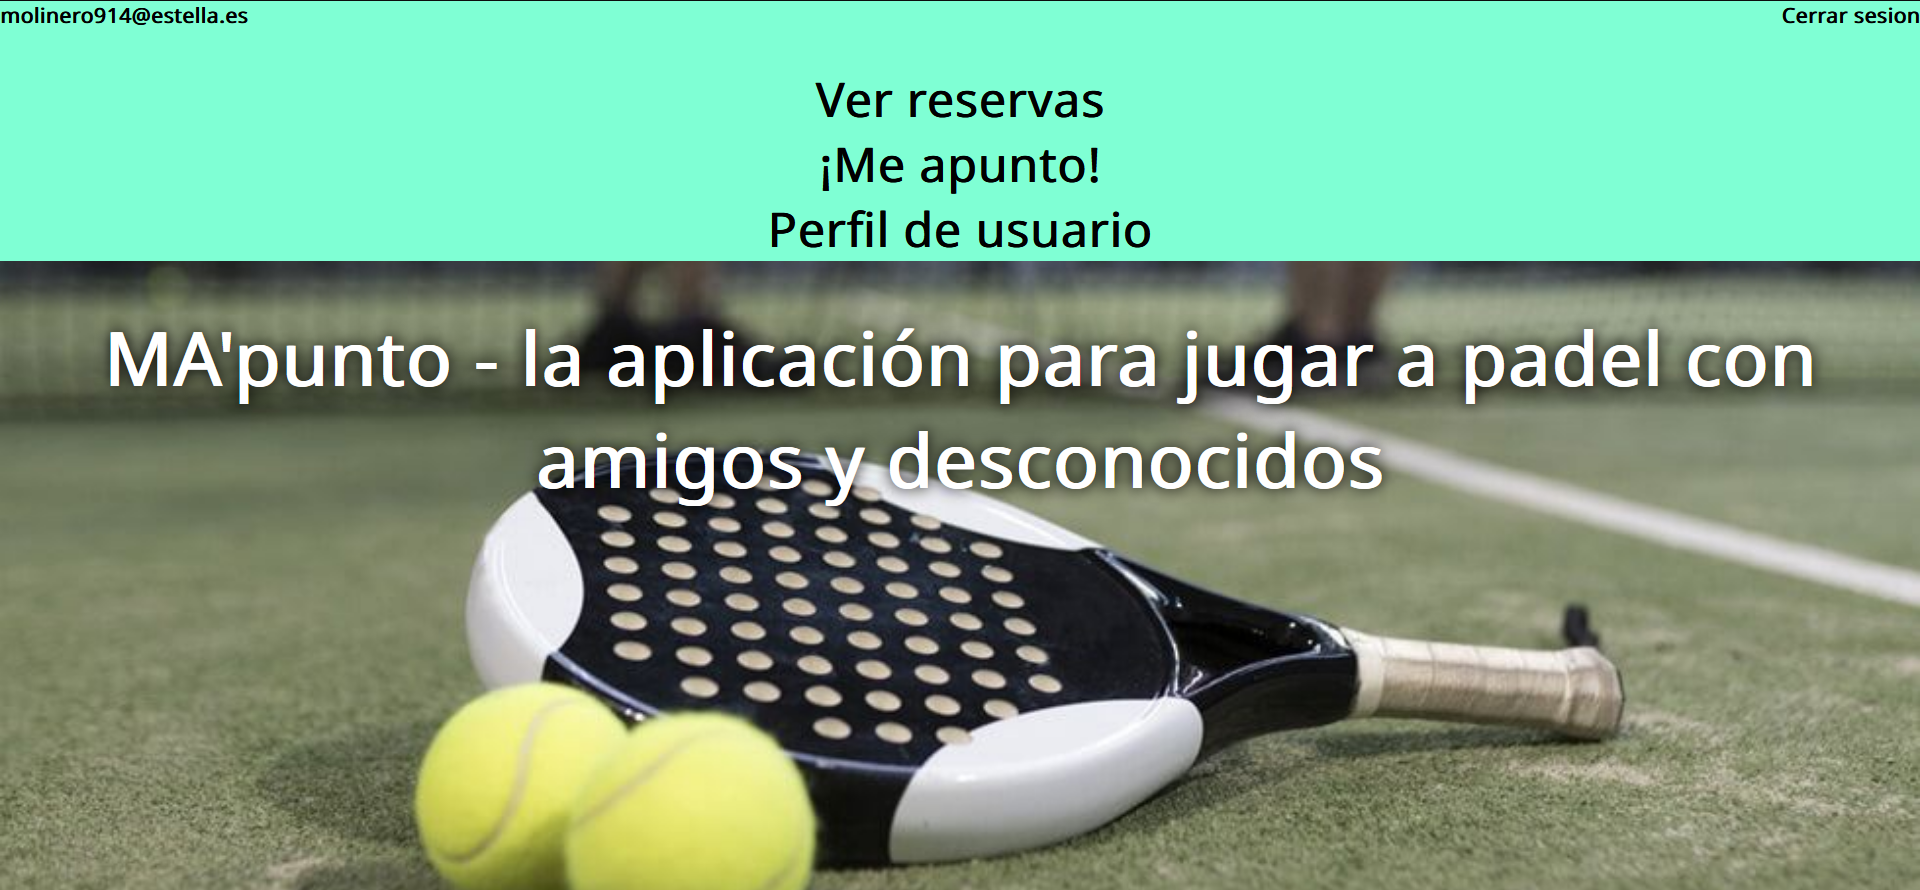 molinero914@estella.es
Cerrar sesion
Ver reservas
¡Me apunto!
Perfil de usuario
MA'punto - la aplicación para jugar a padel con
amigos y desconocidos